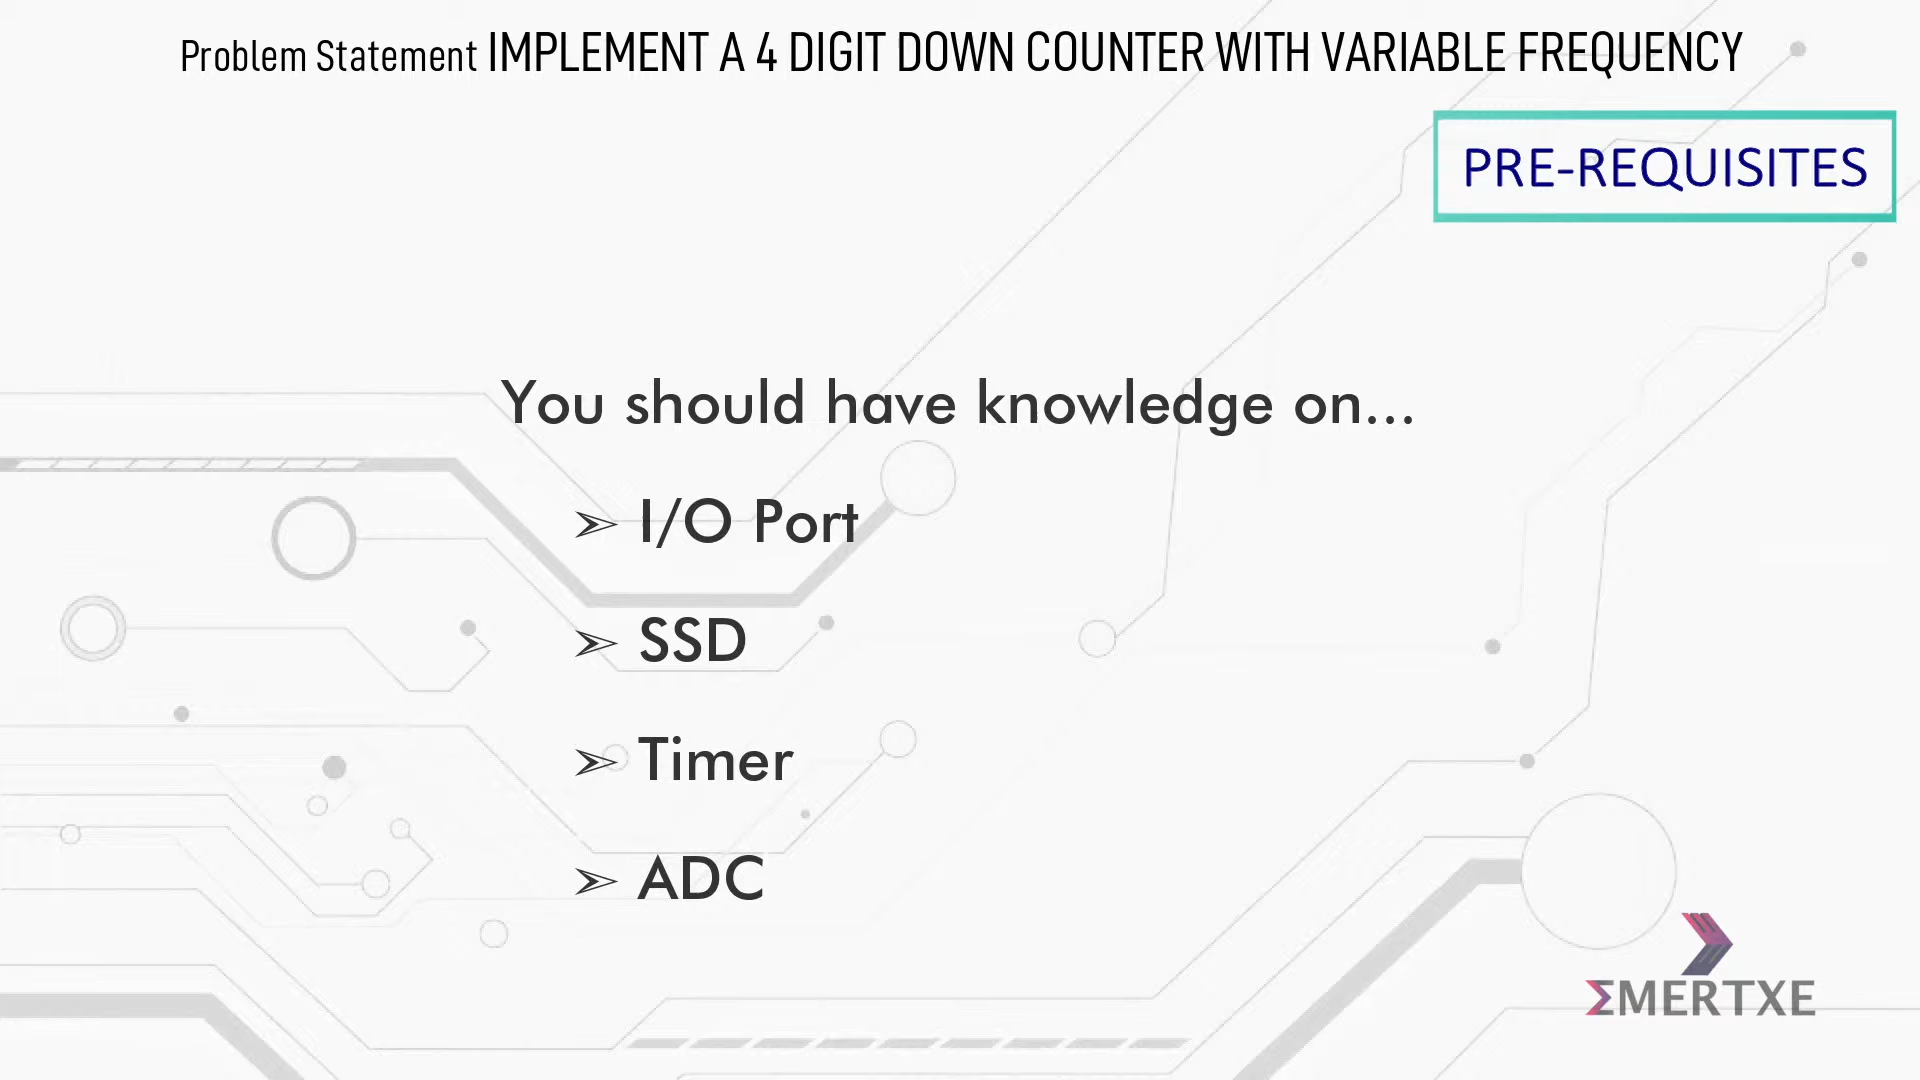 Problem Statement IMPLEMENT A 4 DIGIT DOWN COUNTER WITH VARIABLE FREQUENCY
PRE-REQUISITES
You should have knowledge on...
➢ I/O Port
➢ SSD
➢ Timer
➢ ADC
ΣMERTXE